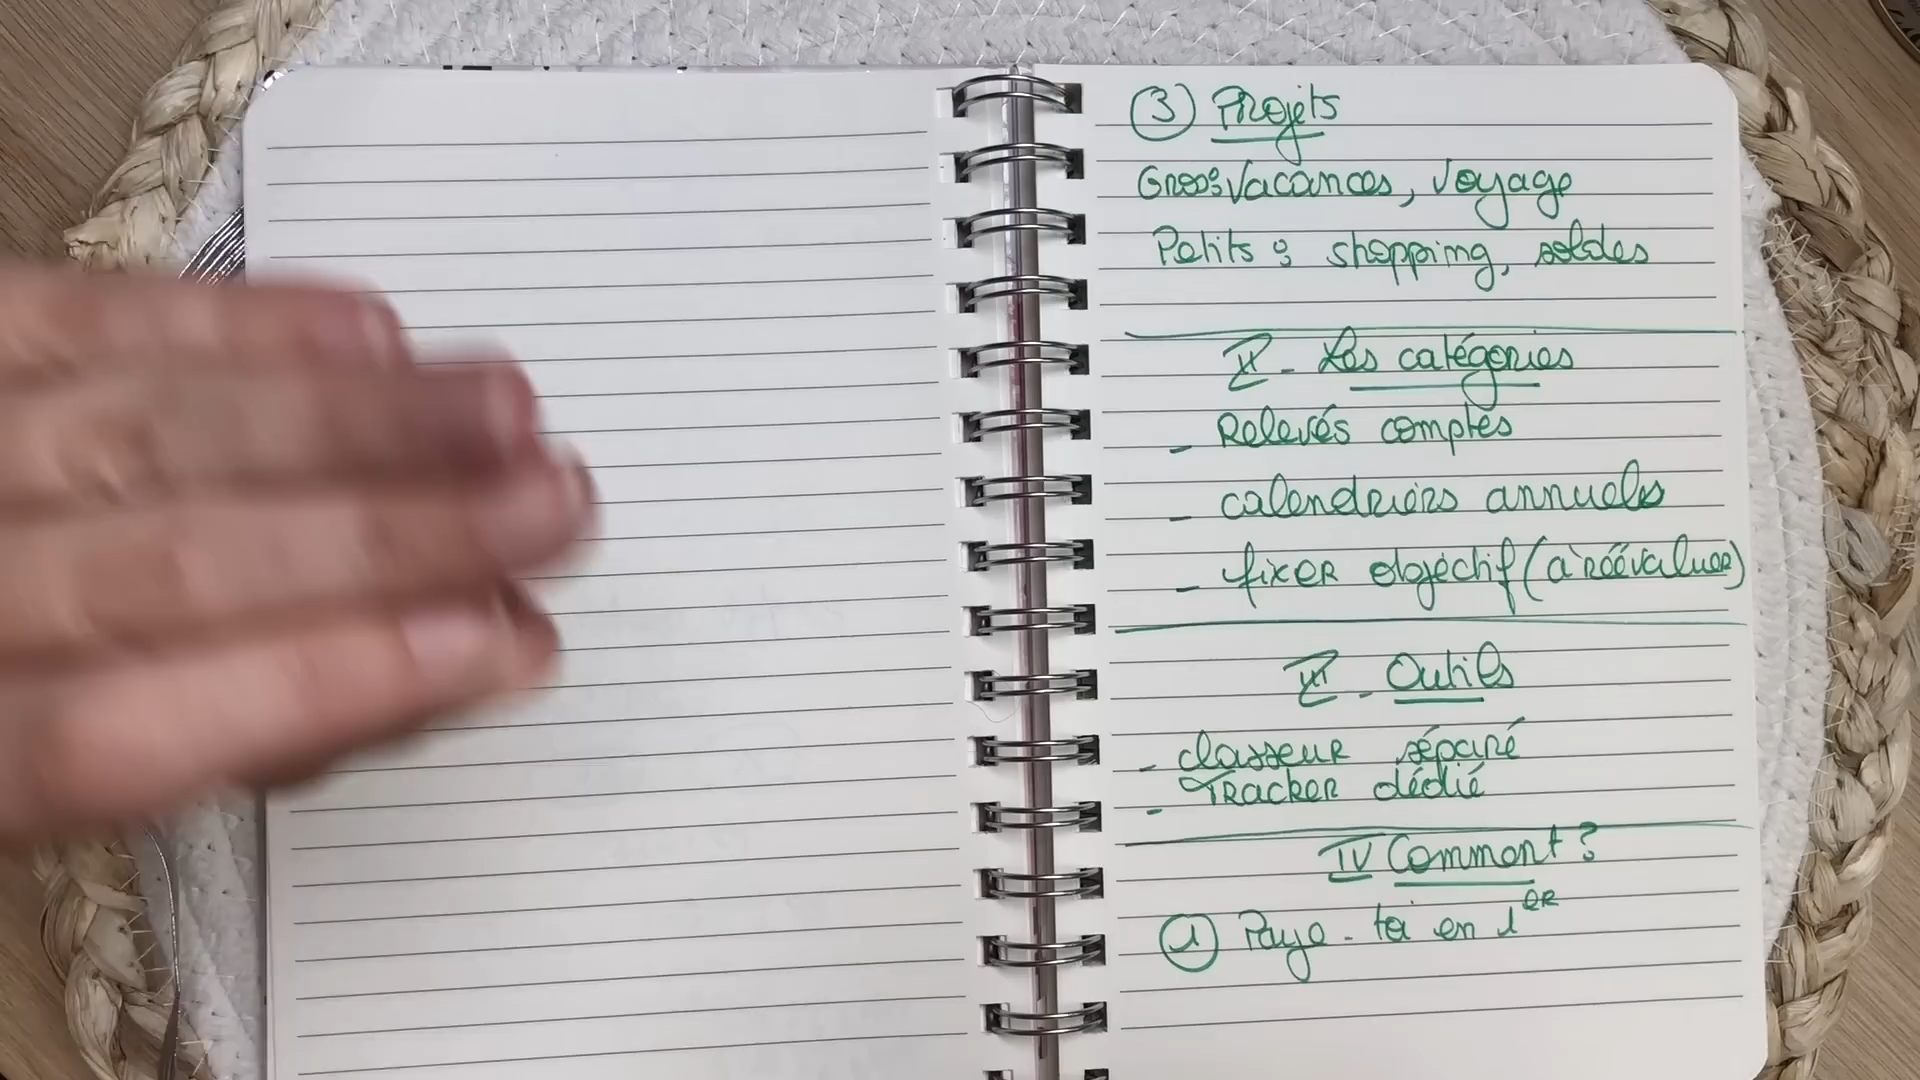 ③ Projets
Gros: Vacances, Voyage
Petits : shopping, soldes
II - Les catégories
- Relevés comptes
- calendriers annuels
- fixer objectif (à réévaluer)
III - Outils
- classeur séparé
- Tracker dédié
IV Comment ?
① Paye-toi en 1er